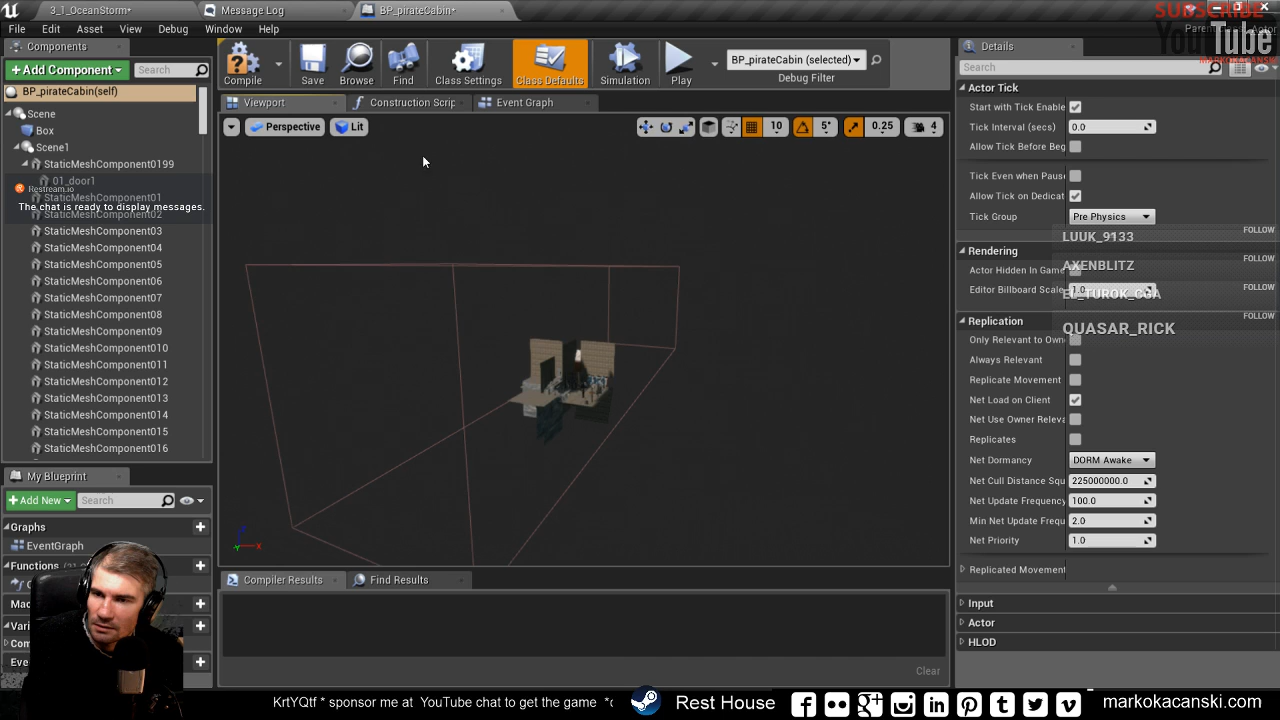 3_1_OceanStorm*
Message Log
BP_pirateCabin*
SUBSCRIBE
File
Edit
Asset
View
Debug
Window
Help
YouTube
MARKOKACANSKI
Components
Details
+ Add Component
Search
Compile
Save
Browse
Find
Class Settings
Class Defaults
Simulation
Play
BP_pirateCabin (selected)
Debug Filter
Search
BP_pirateCabin(self)
Viewport
Construction Scrip
Event Graph
Actor Tick
Scene
Box
Scene1
StaticMeshComponent0199
01_door1
Restream.io
StaticMeshComponent01
The chat is ready to display messages.
StaticMeshComponent02
StaticMeshComponent03
StaticMeshComponent04
StaticMeshComponent05
StaticMeshComponent06
StaticMeshComponent07
StaticMeshComponent08
StaticMeshComponent09
StaticMeshComponent010
StaticMeshComponent011
StaticMeshComponent012
StaticMeshComponent013
StaticMeshComponent014
StaticMeshComponent015
StaticMeshComponent016
Perspective
Lit
10
5°
0.25
4
X
Start with Tick Enable
Tick Interval (secs)
0.0
Allow Tick Before Beg
Tick Even when Pause
Allow Tick on Dedicat
Tick Group
Pre Physics
LUUK_9133
FOLLOW
Rendering
Actor Hidden In Game
AXENBLITZ
FOLLOW
Editor Billboard Scale
1.0
FOLLOW
Replication
QUASAR_RICK
FOLLOW
Only Relevant to Own
Always Relevant
Replicate Movement
Net Load on Client
Net Use Owner Releva
Replicates
Net Dormancy
DORM Awake
Net Cull Distance Squ
225000000.0
Net Update Frequency
100.0
Min Net Update Frequ
2.0
Net Priority
1.0
Replicated Movement
Input
Actor
HLOD
My Blueprint
+ Add New
Search
Graphs
EventGraph
Functions
Compiler Results
Find Results
Clear
KrtYQtf * sponsor me at YouTube chat to get the game
Rest House
markokacanski.com